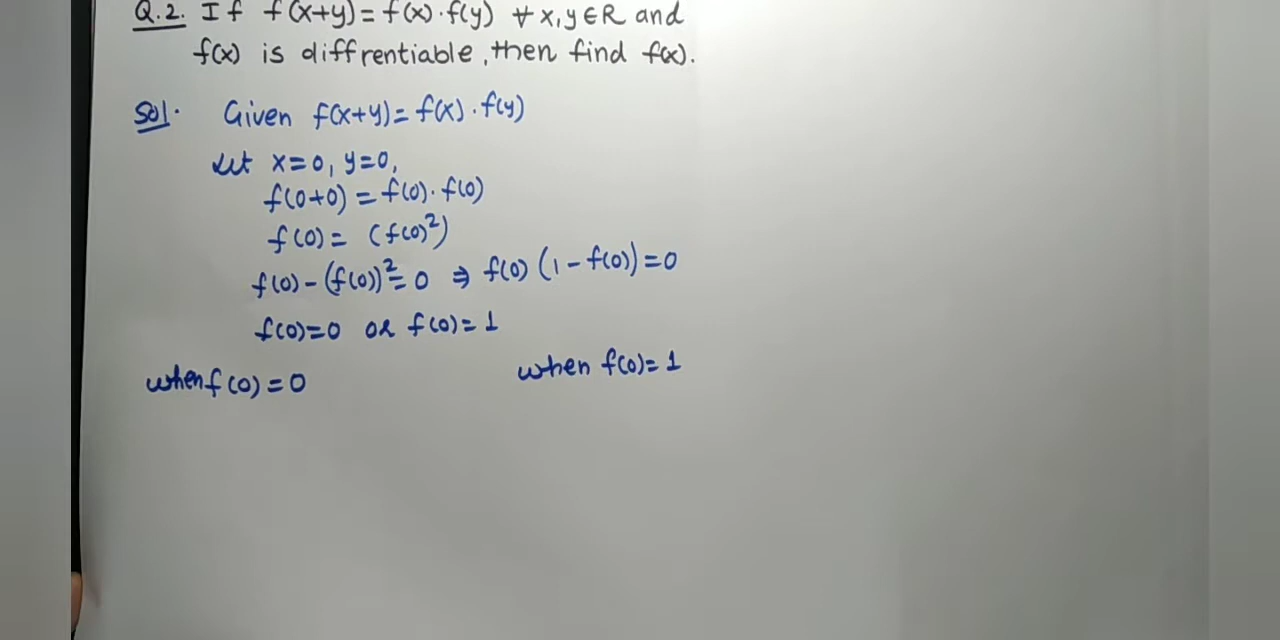 Q.2. If f(x+y)=f(x)·f(y) ∀ x,y∈R and
f(x) is diffrentiable, then find f(x).
Sol· Given f(x+y)=f(x)·f(y)
Let x=0, y=0,
f(0+0)=f(0)·f(0)
f(0)= (f(0)²)
f(0)-(f(0))²=0 ⇒ f(0)(1-f(0))=0
f(0)=0 or f(0)=1
when f(0)=0 when f(0)=1